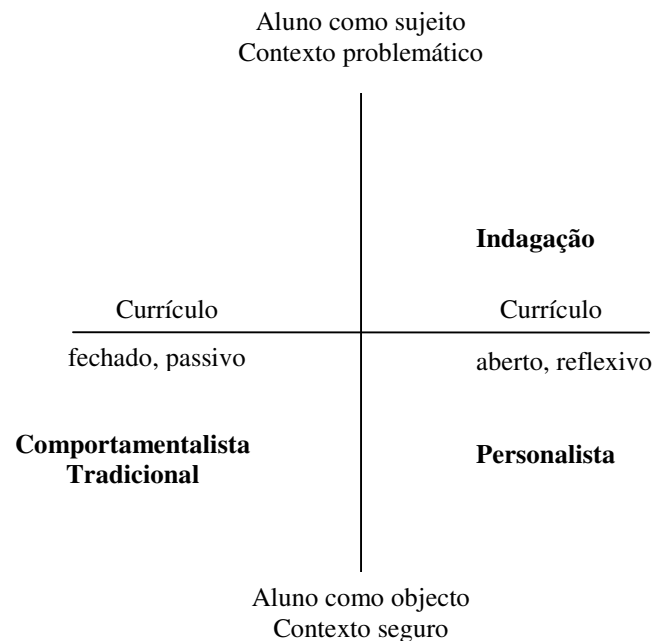 Aluno como sujeito
Contexto problemático
Indagação
Currículo
Currículo
fechado, passivo
aberto, reflexivo
Comportamentalista
Tradicional
Personalista
Aluno como objecto
Contexto seguro